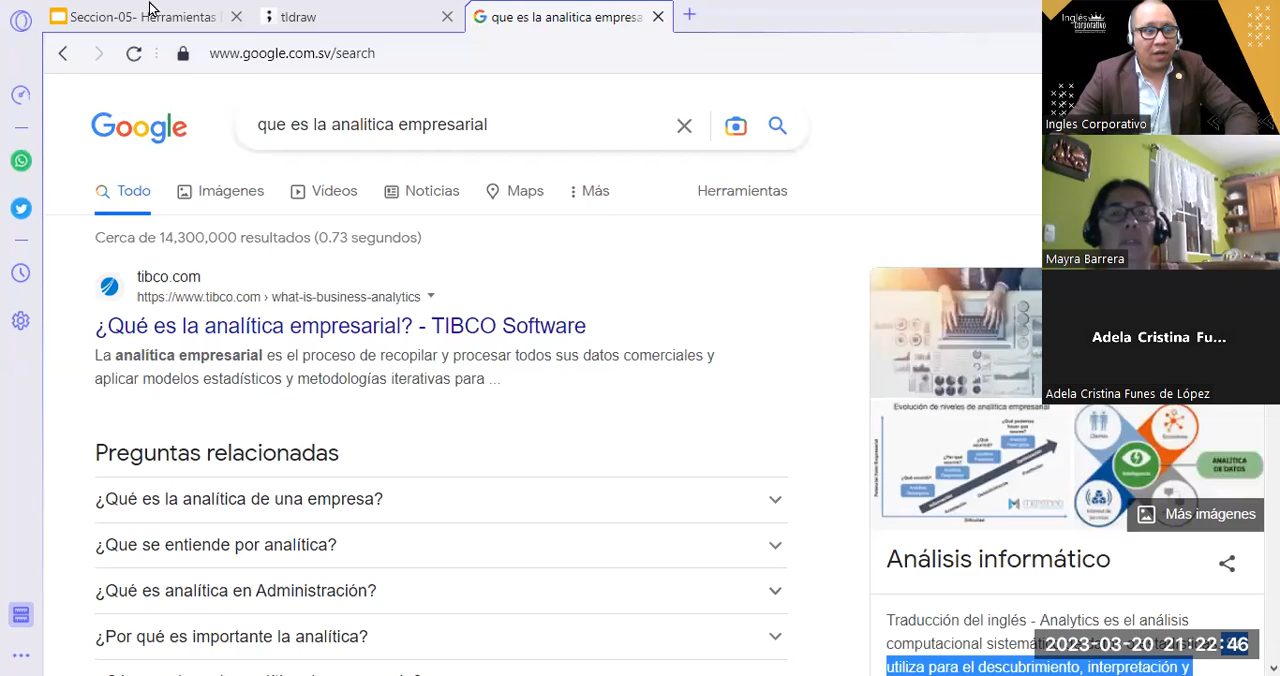 Seccion-05- Herramientas
tldraw
que es la analitica empresa
www.google.com.sv/search
Google
que es la analitica empresarial
Todo
Imágenes
Videos
Noticias
Maps
Más
Herramientas
Cerca de 14,300,000 resultados (0.73 segundos)
tibco.com
https://www.tibco.com › what-is-business-analytics
¿Qué es la analítica empresarial? - TIBCO Software
La analítica empresarial es el proceso de recopilar y procesar todos sus datos comerciales y
aplicar modelos estadísticos y metodologías iterativas para ...
Preguntas relacionadas
¿Qué es la analítica de una empresa?
¿Que se entiende por analítica?
¿Qué es analítica en Administración?
¿Por qué es importante la analítica?
Inglés
Corporativo
Ingles Corporativo
Mayra Barrera
Adela Cristina Fu...
Adela Cristina Funes de López
Evolución de niveles de analítica empresarial
Dificultad
ANALÍTICA
DE DATOS
Más imágenes
Análisis informático
Traducción del inglés - Analytics es el análisis
computacional
2023-03-20 21:22:46
utiliza para el descubrimiento, interpretación y